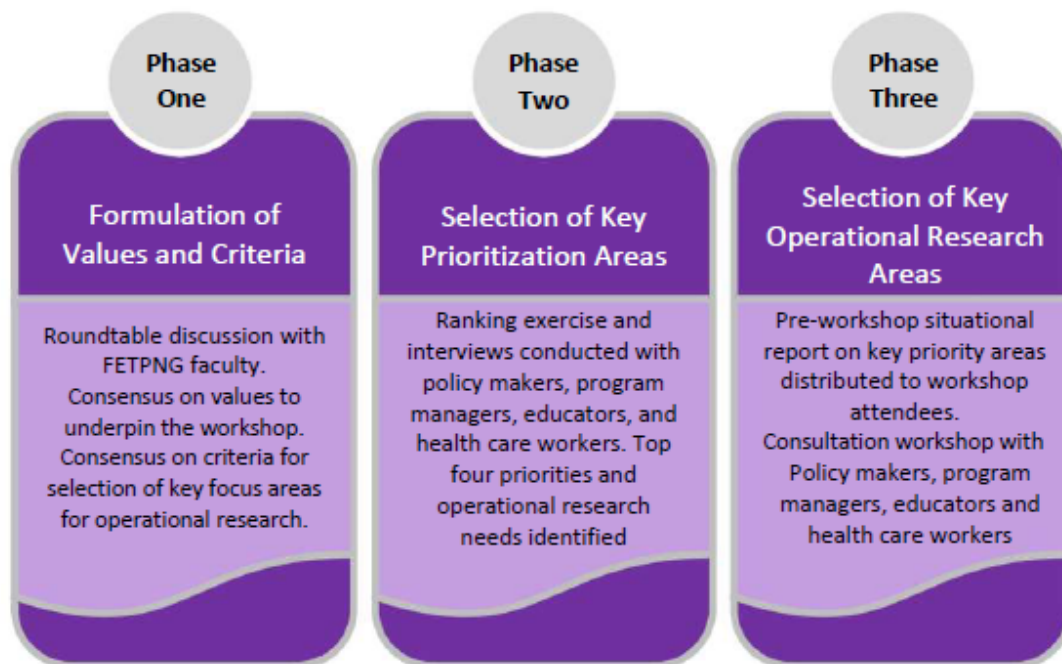 Phase
One
Formulation of
Values and Criteria
Roundtable discussion with
FETPNG faculty.
Consensus on values to
underpin the workshop.
Consensus on criteria for
selection of key focus areas
for operational research.
Phase
Two
Selection of Key
Prioritization Areas
Ranking exercise and
interviews conducted with
policy makers, program
managers, educators, and
health care workers. Top
four priorities and
operational research
needs identified
Phase
Three
Selection of Key
Operational Research
Areas
Pre-workshop situational
report on key priority areas
distributed to workshop
attendees.
Consultation workshop with
Policy makers, program
managers, educators and
health care workers